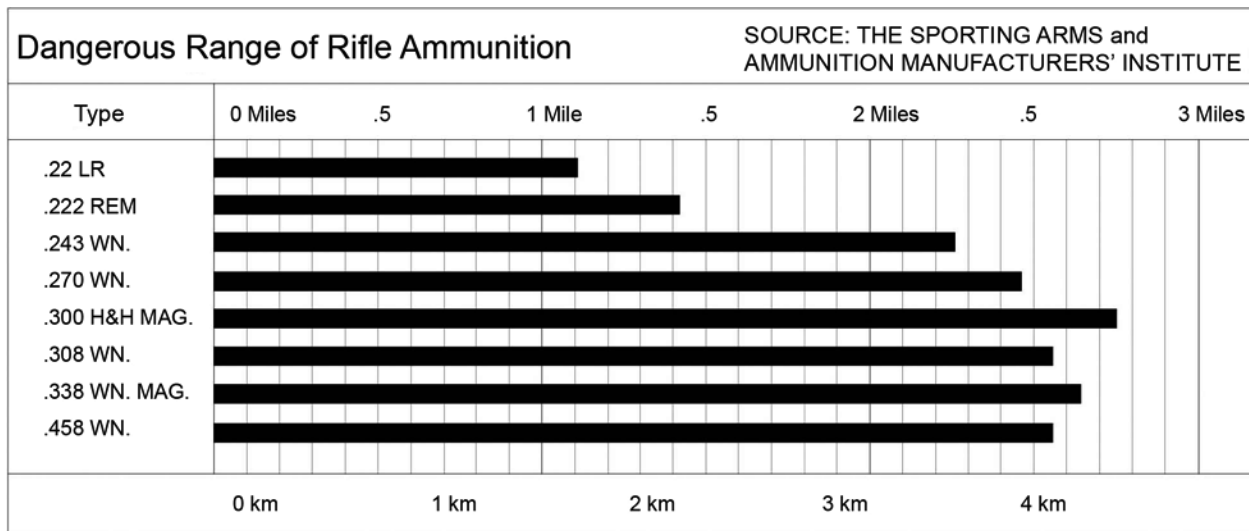 Dangerous Range of Rifle Ammunition
SOURCE: THE SPORTING ARMS and
AMMUNITION MANUFACTURERS' INSTITUTE
Type 0 Miles .5 1 Mile .5 2 Miles .5 3 Miles
.22 LR
.222 REM
.243 WN.
.270 WN.
.300 H&H MAG.
.308 WN.
.338 WN. MAG.
.458 WN.
0 km 1 km 2 km 3 km 4 km